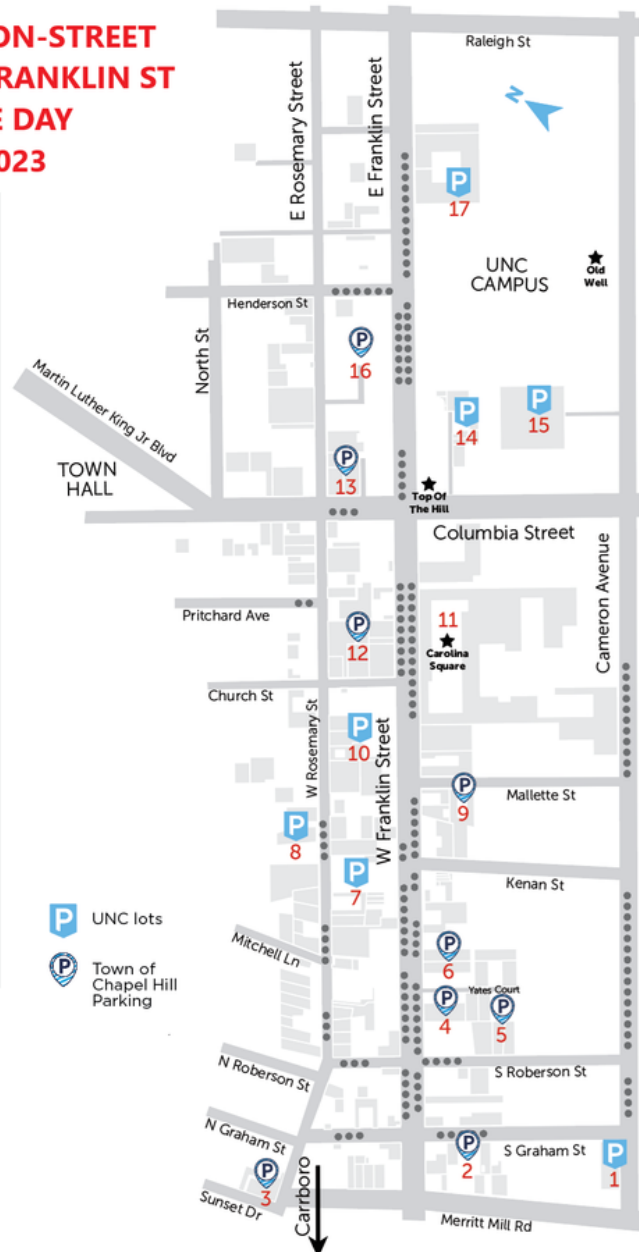 ON-STREET
RANKLIN ST
E DAY
023
Raleigh St
N
E Rosemary Street
E Franklin Street
P
17
UNC
CAMPUS
Old
Well
Henderson St
North St
P
16
Martin Luther King Jr Blvd
P
14
P
15
TOWN
HALL
P
13
Top Of
The Hill
Columbia Street
Cameron Avenue
Pritchard Ave
P
12
11
Carolina
Square
Church St
W Rosemary St
P
10
W Franklin Street
P
9
Mallette St
P
8
P
7
Kenan St
P
UNC lots
P
Town of
Chapel Hill
Parking
Mitchell Ln
P
6
Yates Court
P
4
P
5
N Roberson St
S Roberson St
N Graham St
S Graham St
P
3
P
2
P
1
Sunset Dr
Carrboro
Merritt Mill Rd